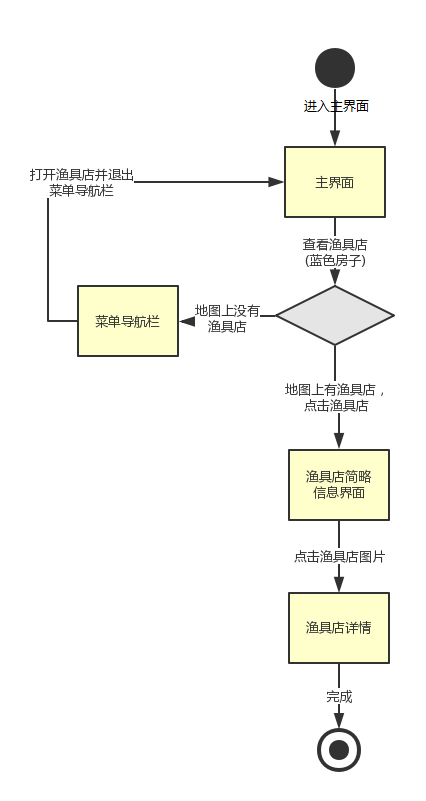 进入主界面
打开渔具店并退出
菜单导航栏
主界面
查看渔具店
(蓝色房子)
菜单导航栏
地图上没有
渔具店
地图上有渔具店，
点击渔具店
渔具店简略
信息界面
点击渔具店图片
渔具店详情
完成